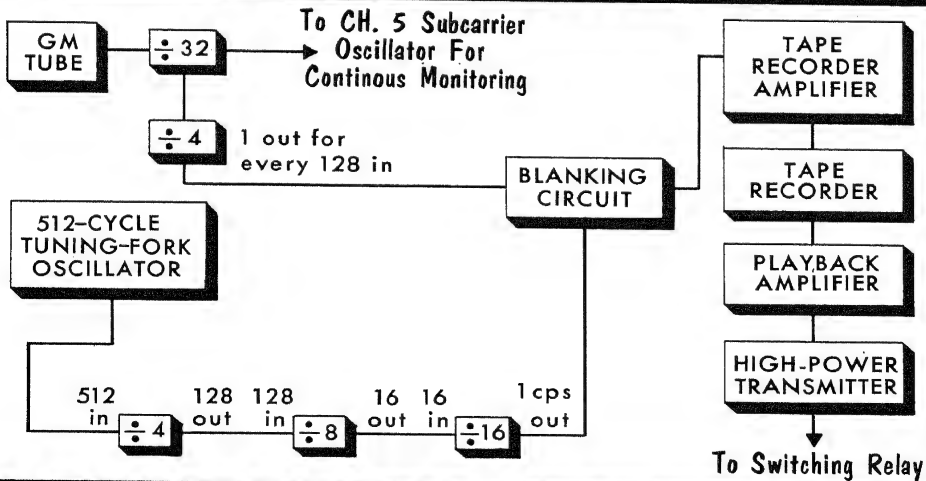 GM
TUBE
÷ 32
To CH. 5 Subcarrier
Oscillator For
Continous Monitoring
÷ 4
1 out for
every 128 in
BLANKING
CIRCUIT
TAPE
RECORDER
AMPLIFIER
TAPE
RECORDER
PLAYBACK
AMPLIFIER
HIGH-POWER
TRANSMITTER
To Switching Relay
512-CYCLE
TUNING-FORK
OSCILLATOR
512
in
÷ 4
128
out
128
in
÷ 8
16
out
16
in
÷16
1cps
out